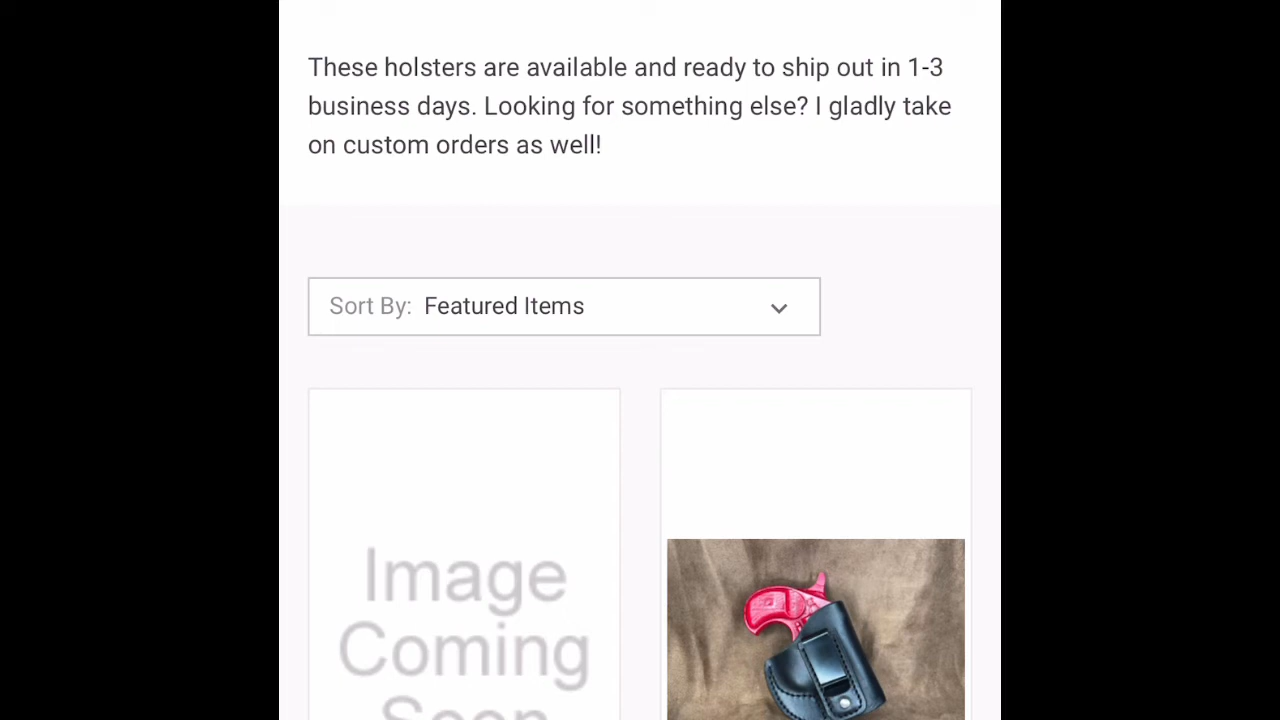 These holsters are available and ready to ship out in 1-3
business days. Looking for something else? I gladly take
on custom orders as well!
Sort By: Featured Items
Image
Coming
Soon